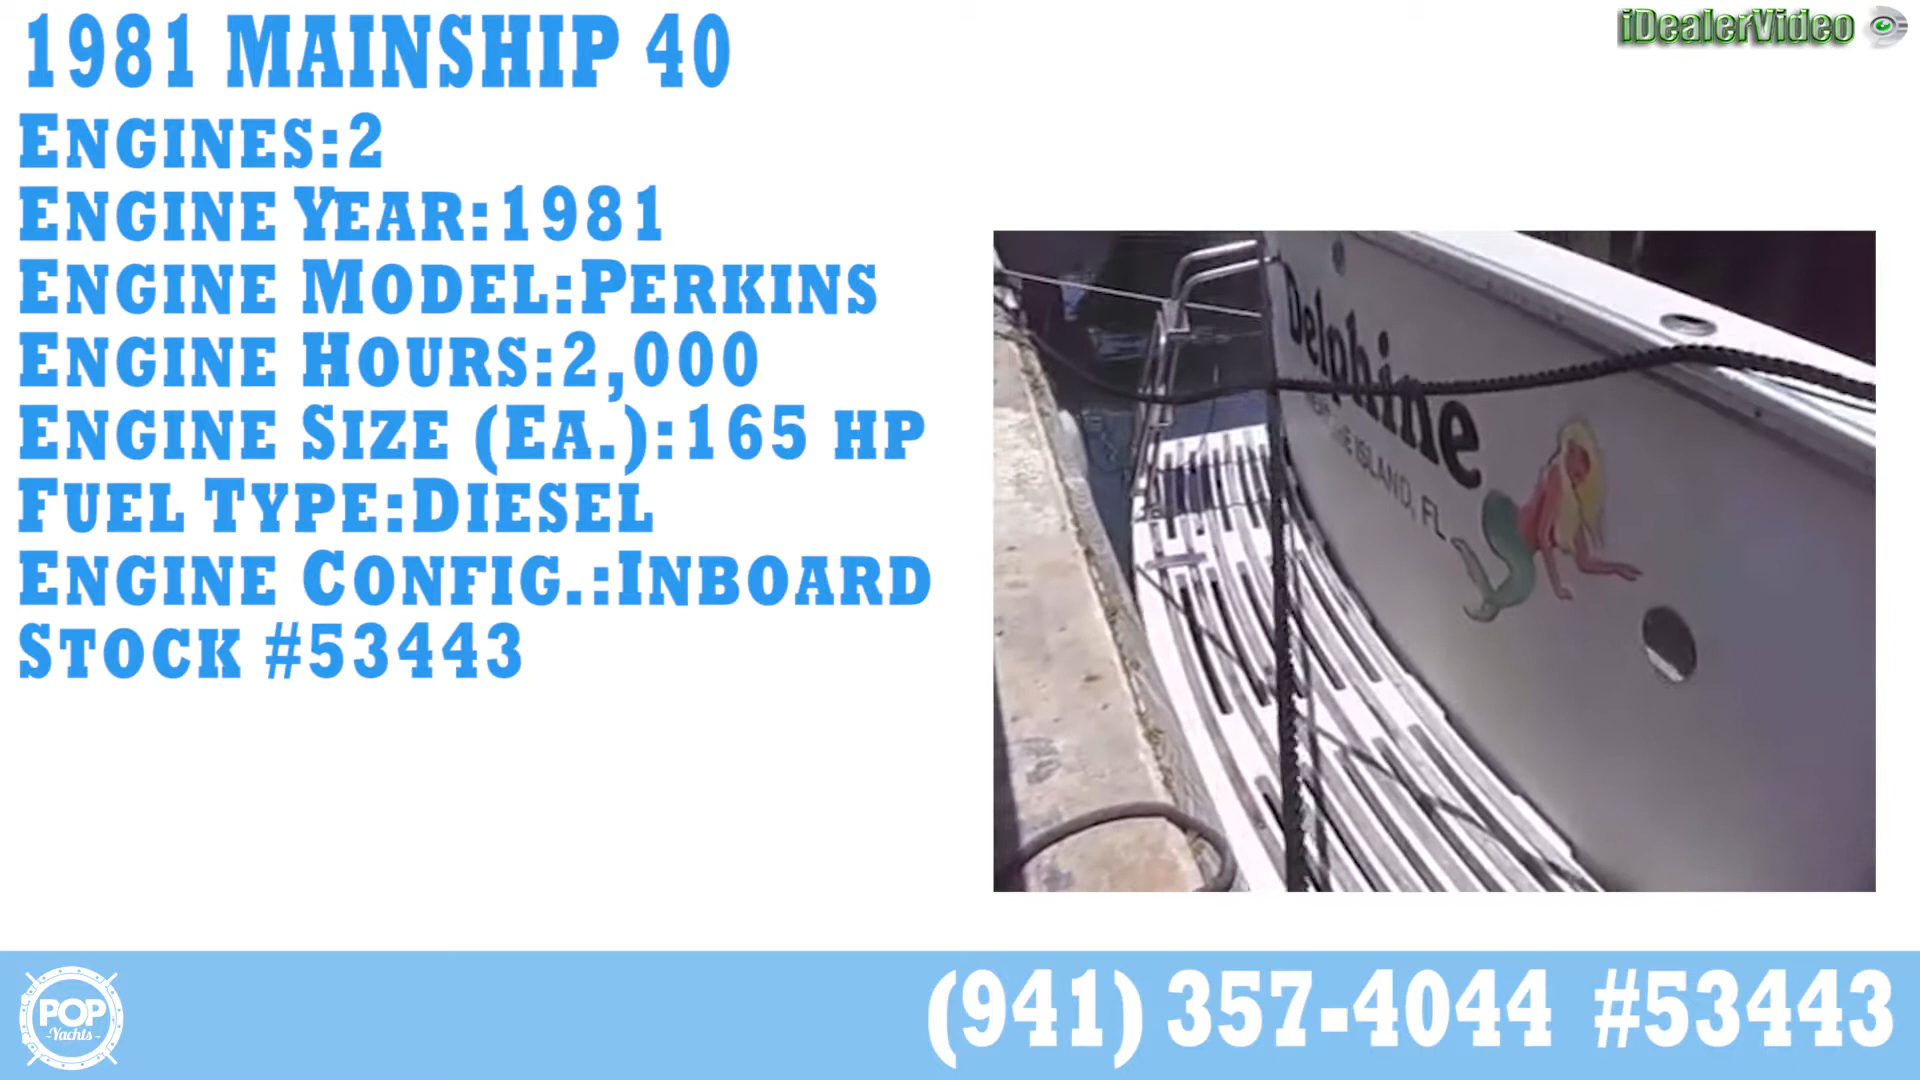 1981 MAINSHIP 40
iDealerVideo
ENGINES:2
ENGINE YEAR:1981
ENGINE MODEL:PERKINS
ENGINE HOURS:2,000
ENGINE SIZE (EA.):165 HP
FUEL TYPE:DIESEL
ENGINE CONFIG.:INBOARD
STOCK #53443
Delphine
ISLAND, FL
POP
~Yachts~
(941) 357-4044 #53443